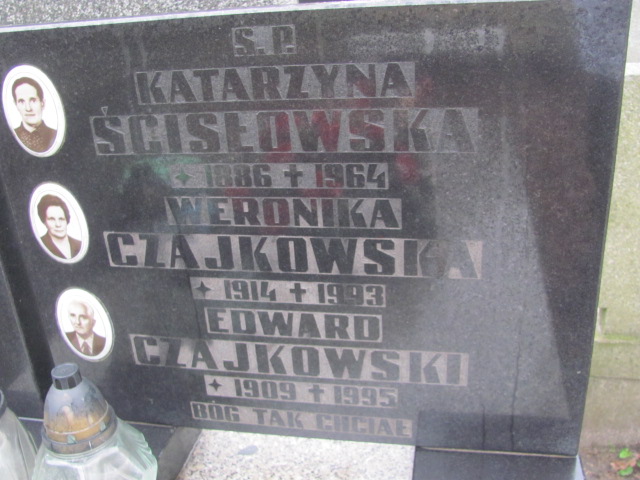 Ś.P.
KATARZYNA
ŚCISŁOWSKA
✦ 1886 ✝ 1964
WERONIKA
CZAJKOWSKA
✦ 1914 ✝ 1993
EDWARD
CZAJKOWSKI
✦ 1909 ✝ 1995
BÓG TAK CHCIAŁ